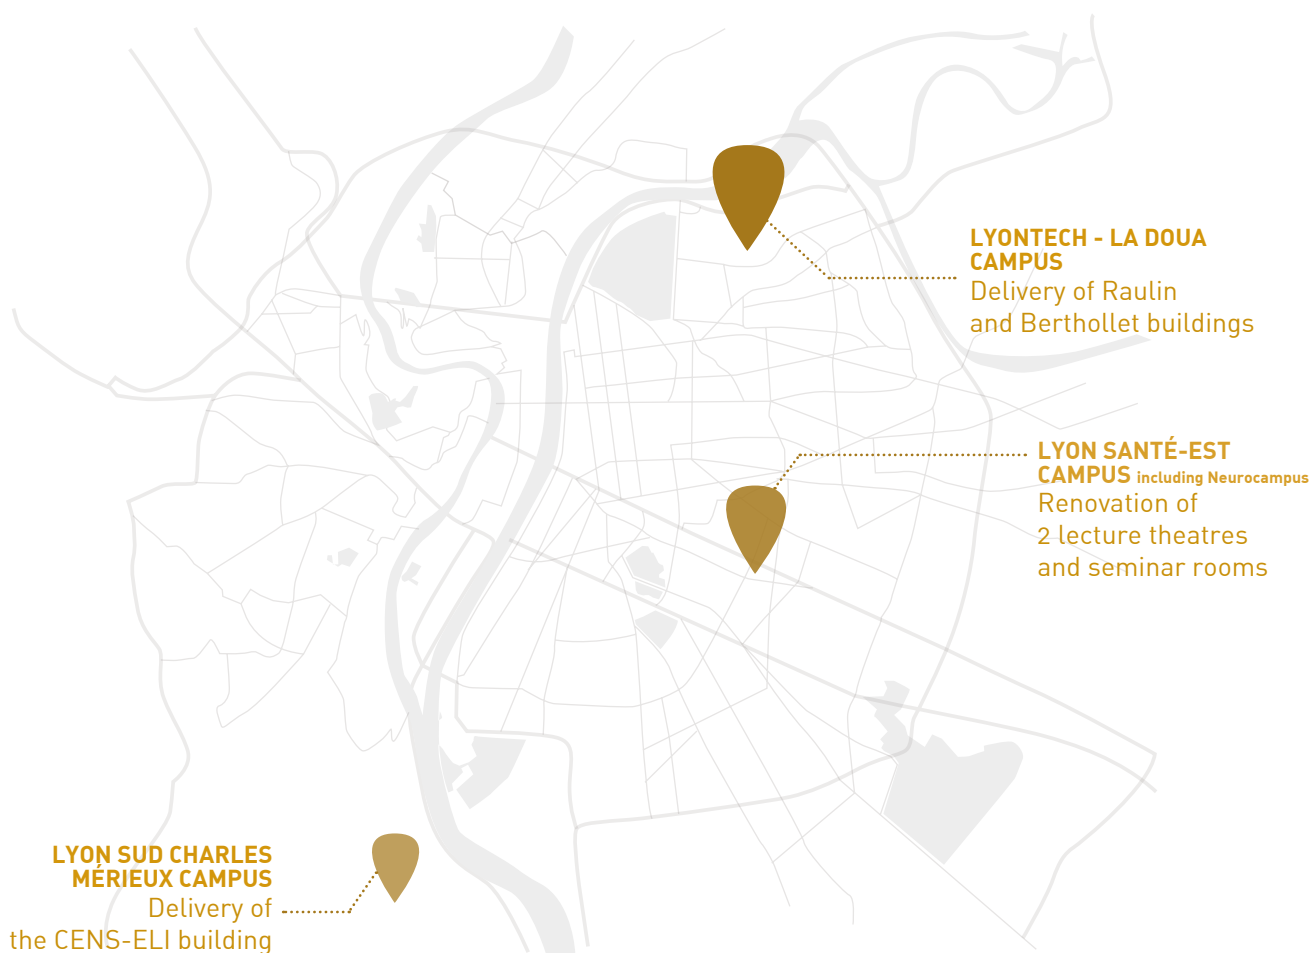 LYONTECH - LA DOUA
CAMPUS
Delivery of Raulin
and Berthollet buildings
LYON SANTÉ-EST
CAMPUS including Neurocampus
Renovation of
2 lecture theatres
and seminar rooms
LYON SUD CHARLES
MÉRIEUX CAMPUS
Delivery of
the CENS-ELI building